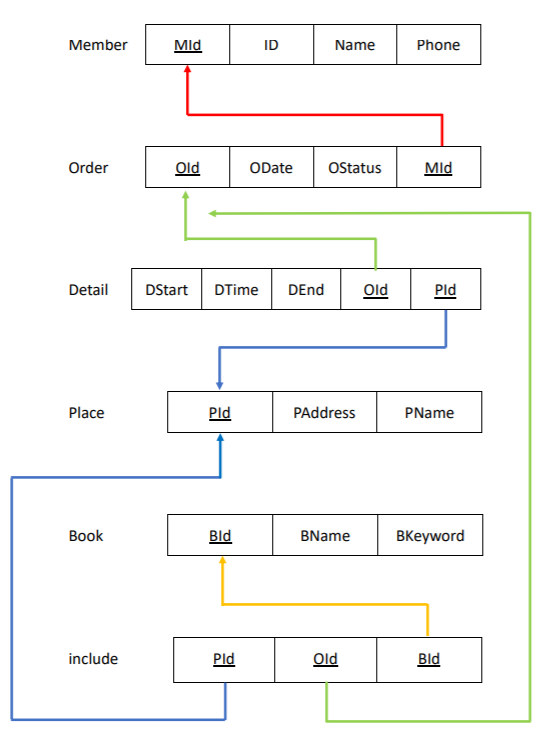 Member MId ID Name Phone
Order OId ODate OStatus MId
Detail DStart DTime DEnd OId PId
Place PId PAddress PName
Book BId BName BKeyword
include PId OId BId